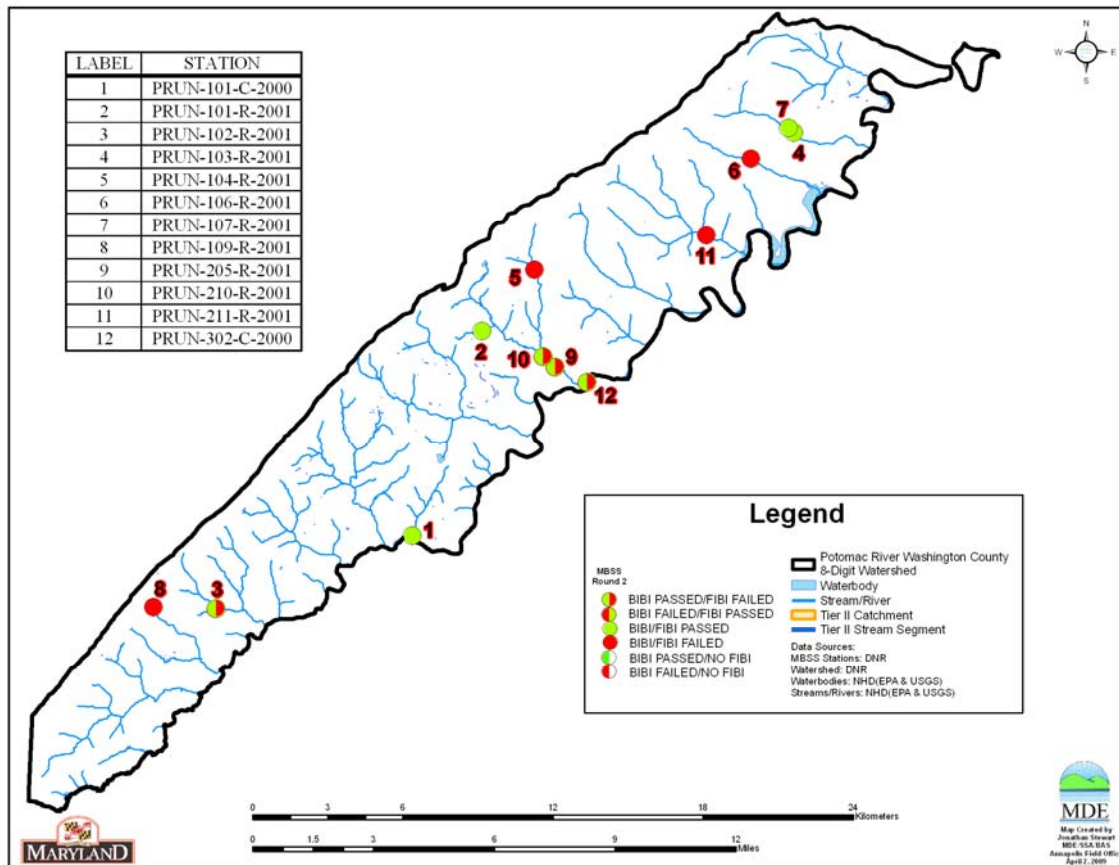 LABEL STATION
1 PRUN-101-C-2000
2 PRUN-101-R-2001
3 PRUN-102-R-2001
4 PRUN-103-R-2001
5 PRUN-104-R-2001
6 PRUN-106-R-2001
7 PRUN-107-R-2001
8 PRUN-109-R-2001
9 PRUN-205-R-2001
10 PRUN-210-R-2001
11 PRUN-211-R-2001
12 PRUN-302-C-2000
N
W E
S
7
4
6
11
5
2
10
9
12
1
8
3
Legend
MBSS
Round 2
BIBI PASSED/FIBI FAILED
BIBI FAILED/FIBI PASSED
BIBI/FIBI PASSED
BIBI/FIBI FAILED
BIBI PASSED/NO FIBI
BIBI FAILED/NO FIBI
Potomac River Washington County
8-Digit Watershed
Waterbody
Stream/River
Tier II Catchment
Tier II Stream Segment
Data Sources:
MBSS Stations: DNR
Watershed: DNR
Waterbodies: NHD(EPA & USGS)
Streams/Rivers: NHD(EPA & USGS)
0 3 6 12 18 24
Kilometers
0 1.5 3 6 9 12
Miles
MARYLAND
MDE
Map Created by
Jonathan Stewart
MDE-SSA/BAS
Annapolis Field Offic
April 2, 2009